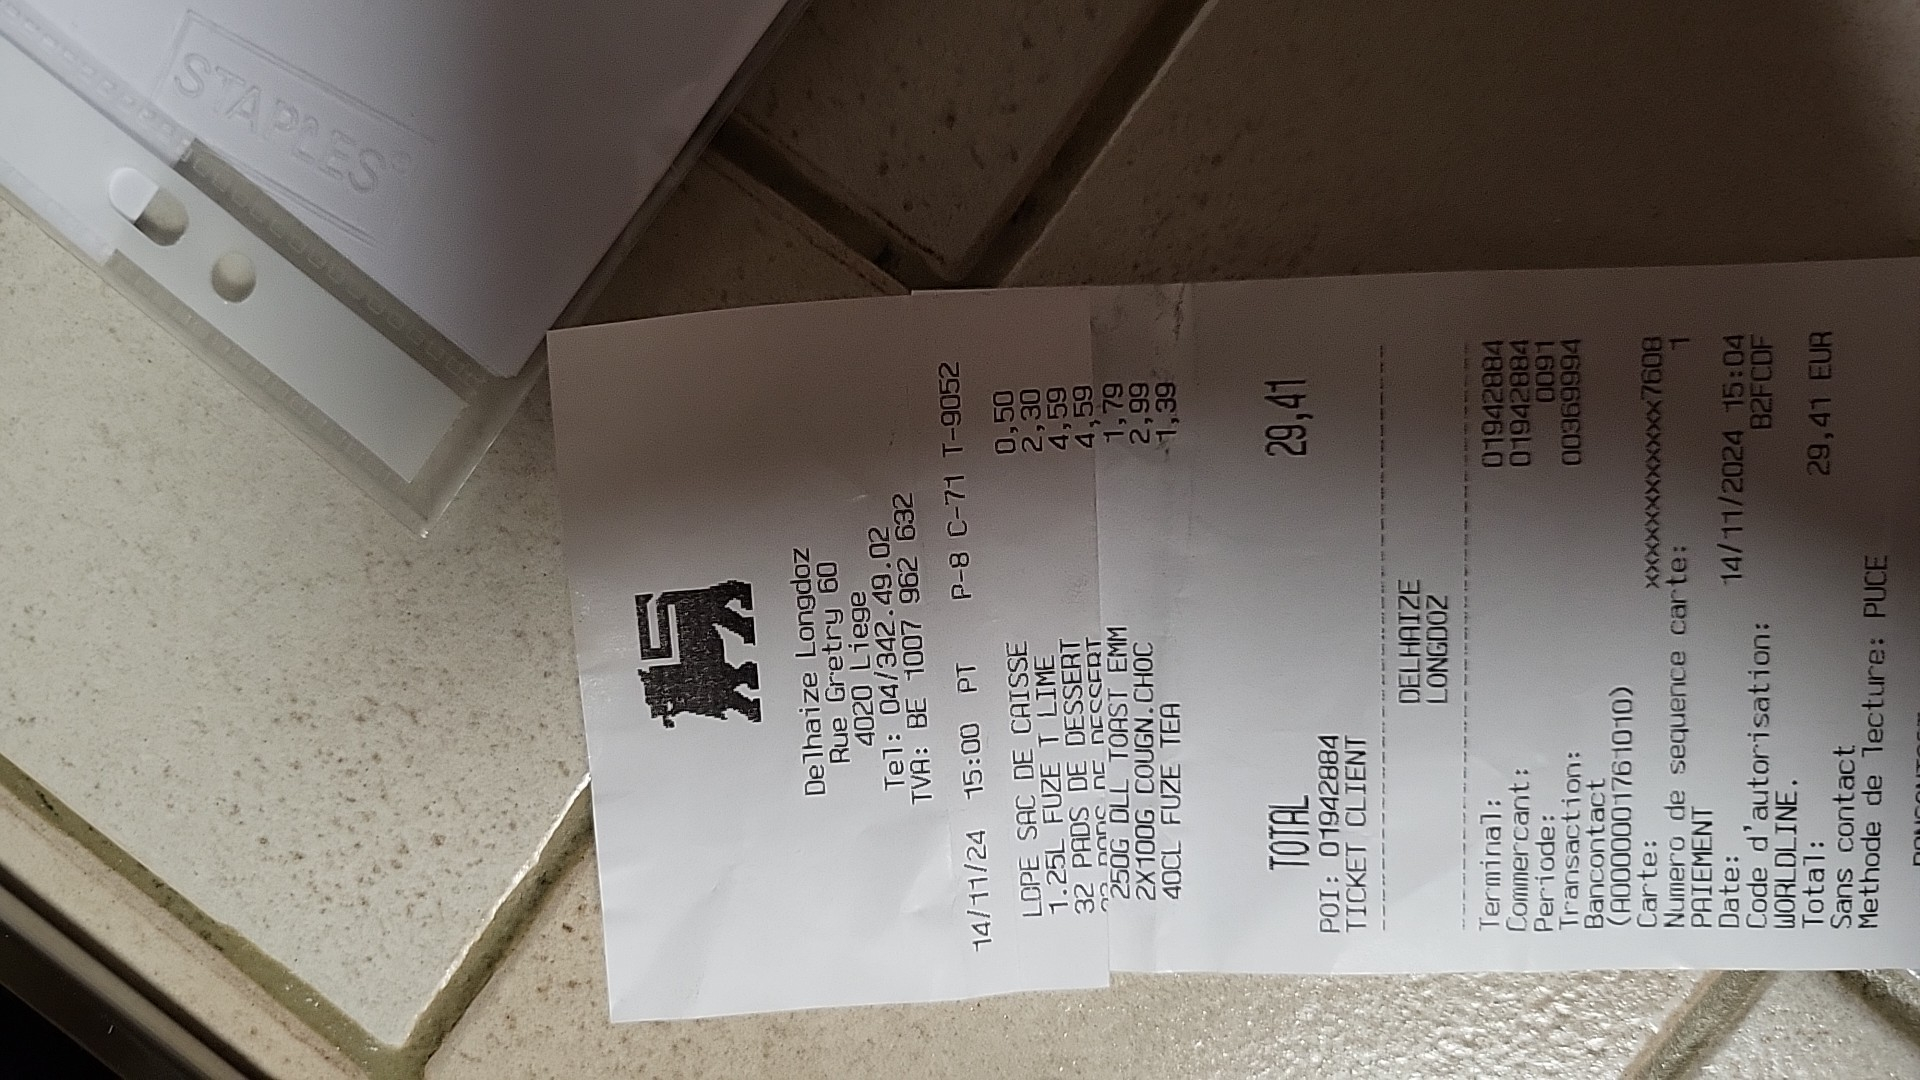 STAPLES
Delhaize Longdoz
Rue Gretry 60
4020 Liege
Tel: 04/342.49.02
TVA: BE 1007 962 632
14/11/24 15:00 PT P-8 C-71 T-9052
LDPE SAC DE CAISSE 0,50
1.25L FUZE T LIME 2,30
32 PADS DE DESSERT 4,59
DE DESSERT 4,59
250G DLL TOAST EMM 1,79
2X100G COUGN.CHOC 2,99
40CL FUZE TEA 1,39
TOTAL 29,41
POI: 01942884
TICKET CLIENT
DELHAIZE
LONGDOZ
Terminal: 01942884
Commercant: 01942884
Periode: 0091
Transaction: 00369994
Bancontact
(A0000001761010)
Carte: xxxxxxxxxxxxx7608
Numero de sequence carte: 1
PAIEMENT
Date: 14/11/2024 15:04
Code d'autorisation: B2FCDF
WORLDLINE.
Total: 29,41 EUR
Sans contact
Methode de lecture: PUCE